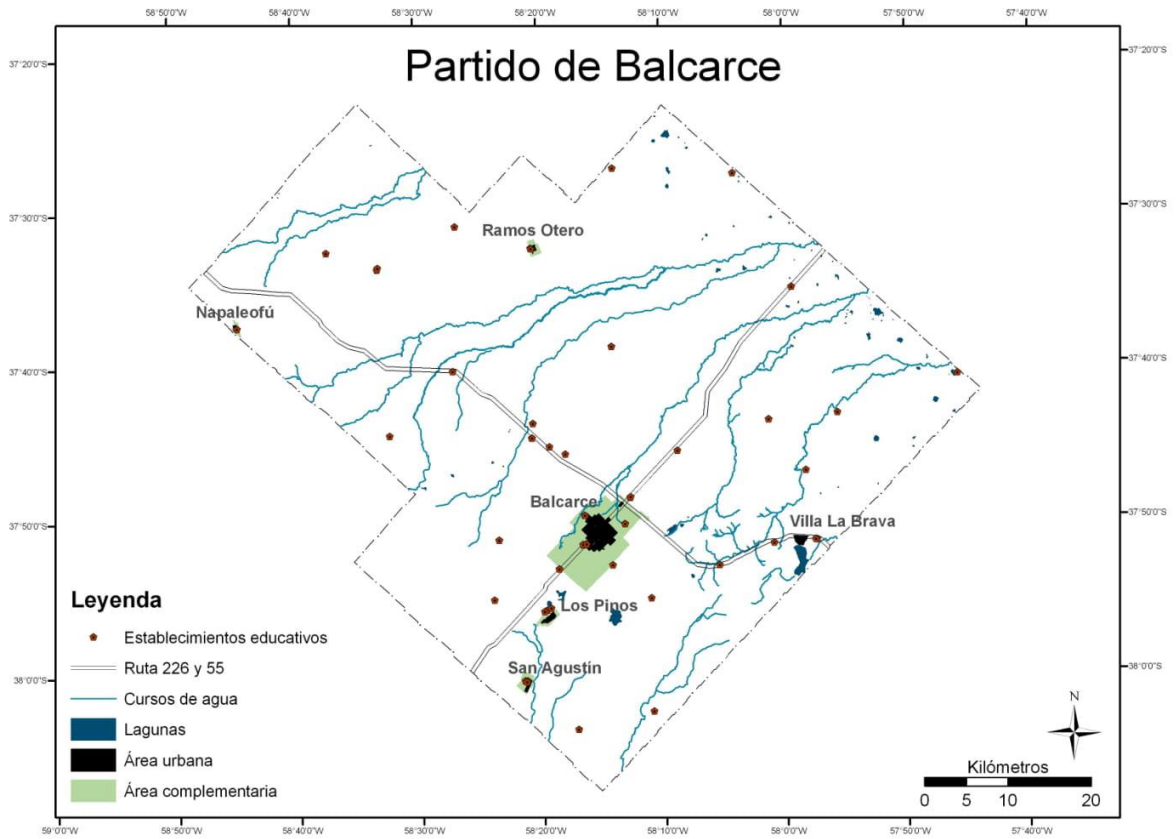 58°50'0"W 58°40'0"W 58°30'0"W 58°20'0"W 58°10'0"W 58°0'0"W 57°50'0"W 57°40'0"W
Partido de Balcarce
37°20'0"S 37°20'0"S
37°30'0"S 37°30'0"S
Ramos Otero
Napaleofú
37°40'0"S 37°40'0"S
Balcarce
Villa La Brava
37°50'0"S 37°50'0"S
Los Pinos
San Agustín
38°0'0"S 38°0'0"S
Leyenda
Establecimientos educativos
Ruta 226 y 55
Cursos de agua
Lagunas
Área urbana
Área complementaria
N
Kilómetros
0 5 10 20
59°0'0"W 58°50'0"W 58°40'0"W 58°30'0"W 58°20'0"W 58°10'0"W 58°0'0"W 57°50'0"W 57°40'0"W